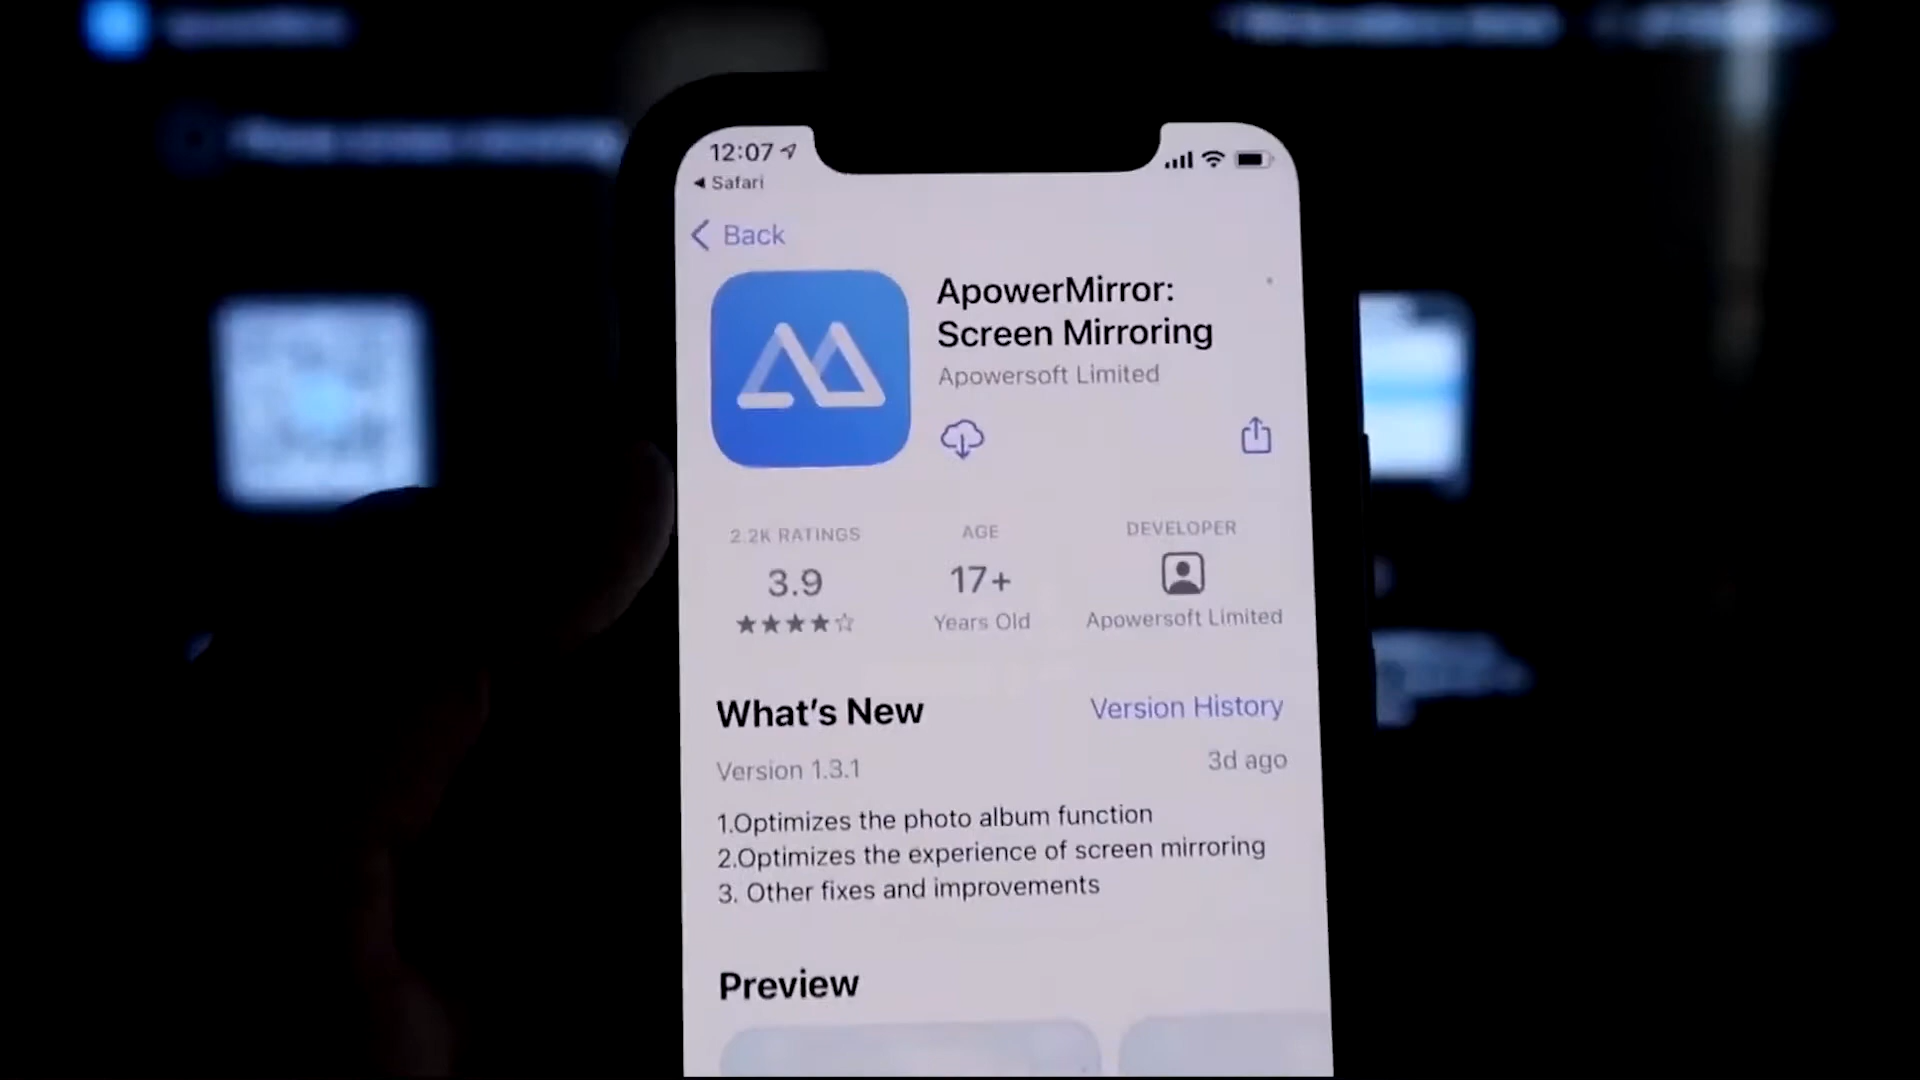 12:07
Safari
Back
ApowerMirror:
Screen Mirroring
Apowersoft Limited
2.2K RATINGS
AGE
DEVELOPER
3.9
17+
Years Old
Apowersoft Limited
What's New
Version History
Version 1.3.1
3d ago
1.Optimizes the photo album function
2.Optimizes the experience of screen mirroring
3. Other fixes and improvements
Preview